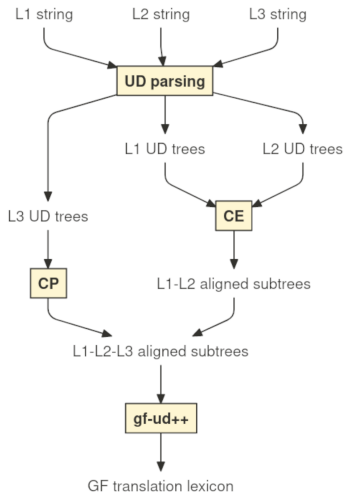 L1 string L2 string L3 string
UD parsing
L1 UD trees L2 UD trees
L3 UD trees
CE
CP
L1-L2 aligned subtrees
L1-L2-L3 aligned subtrees
gf-ud++
GF translation lexicon